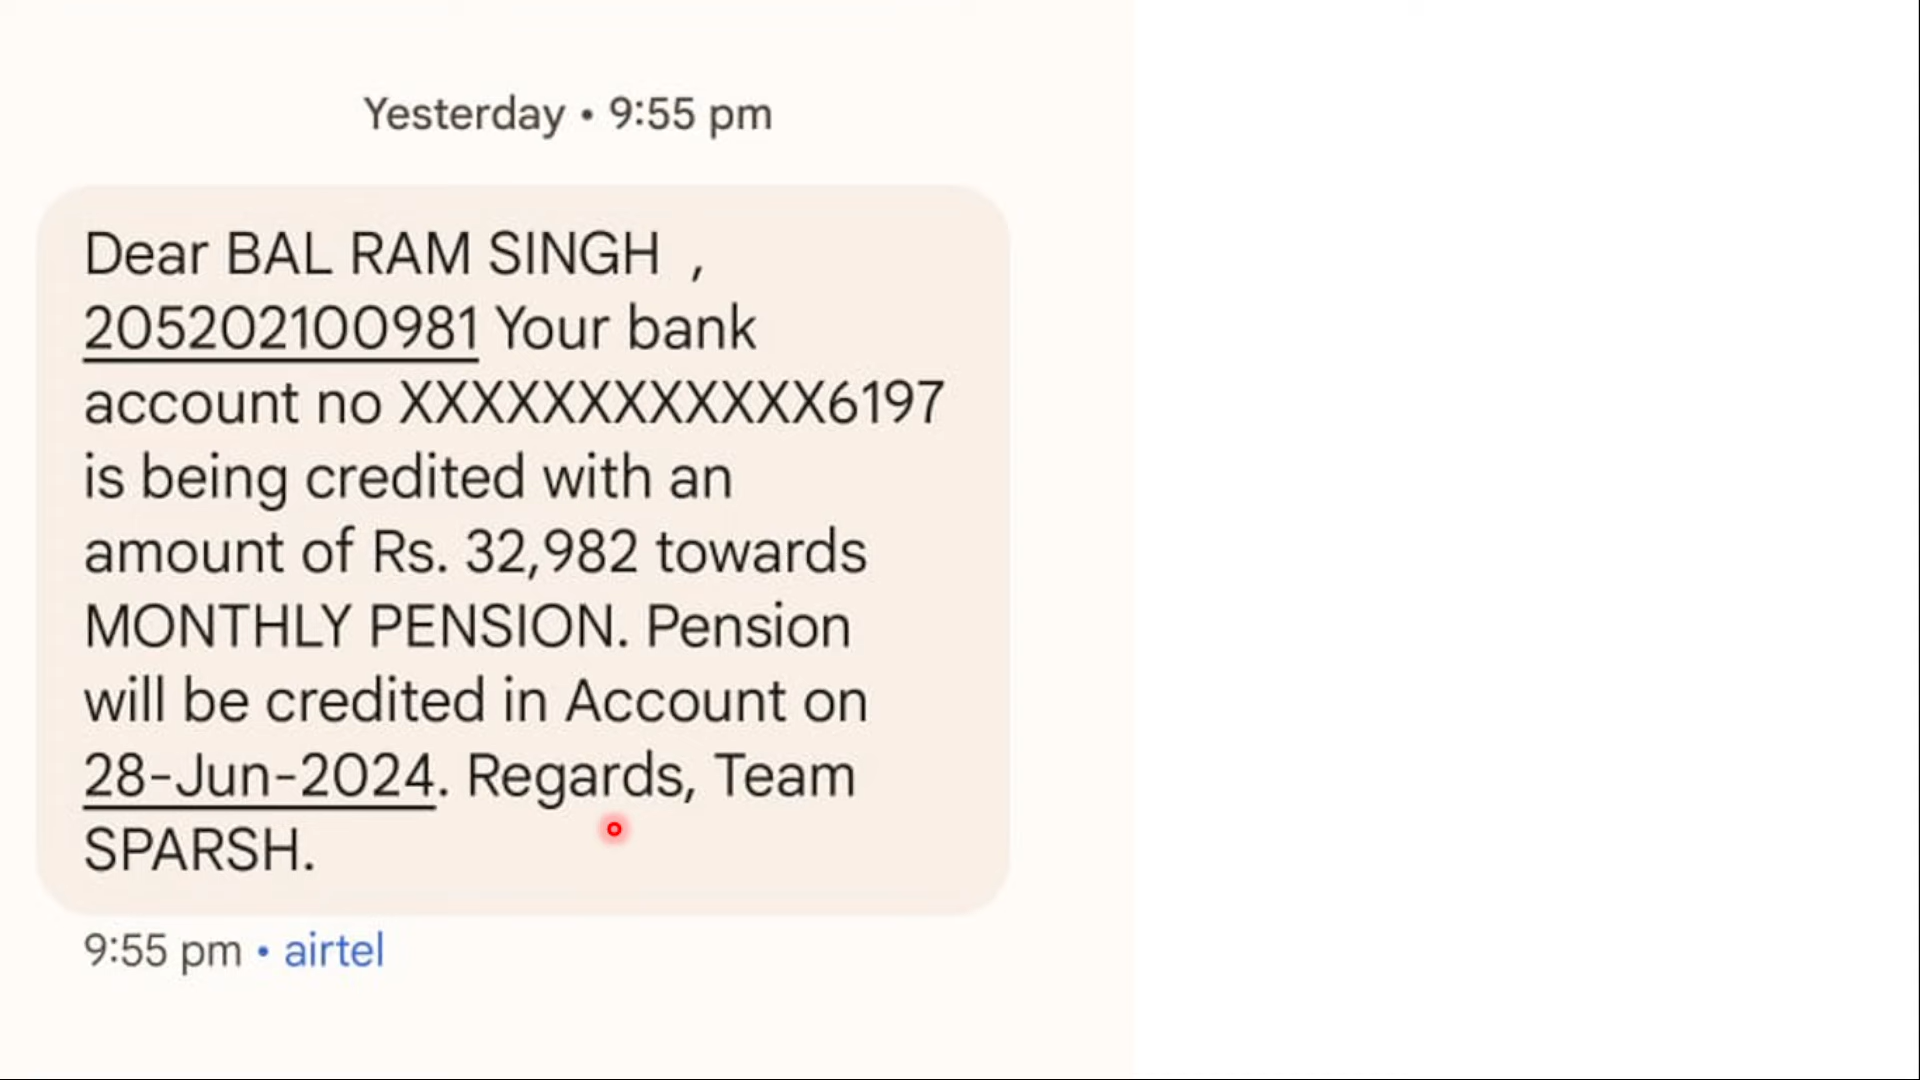 Yesterday • 9:55 pm
Dear BAL RAM SINGH  ,
205202100981 Your bank
account no XXXXXXXXXXXX6197
is being credited with an
amount of Rs. 32,982 towards
MONTHLY PENSION. Pension
will be credited in Account on
28-Jun-2024. Regards, Team
SPARSH.
9:55 pm • airtel